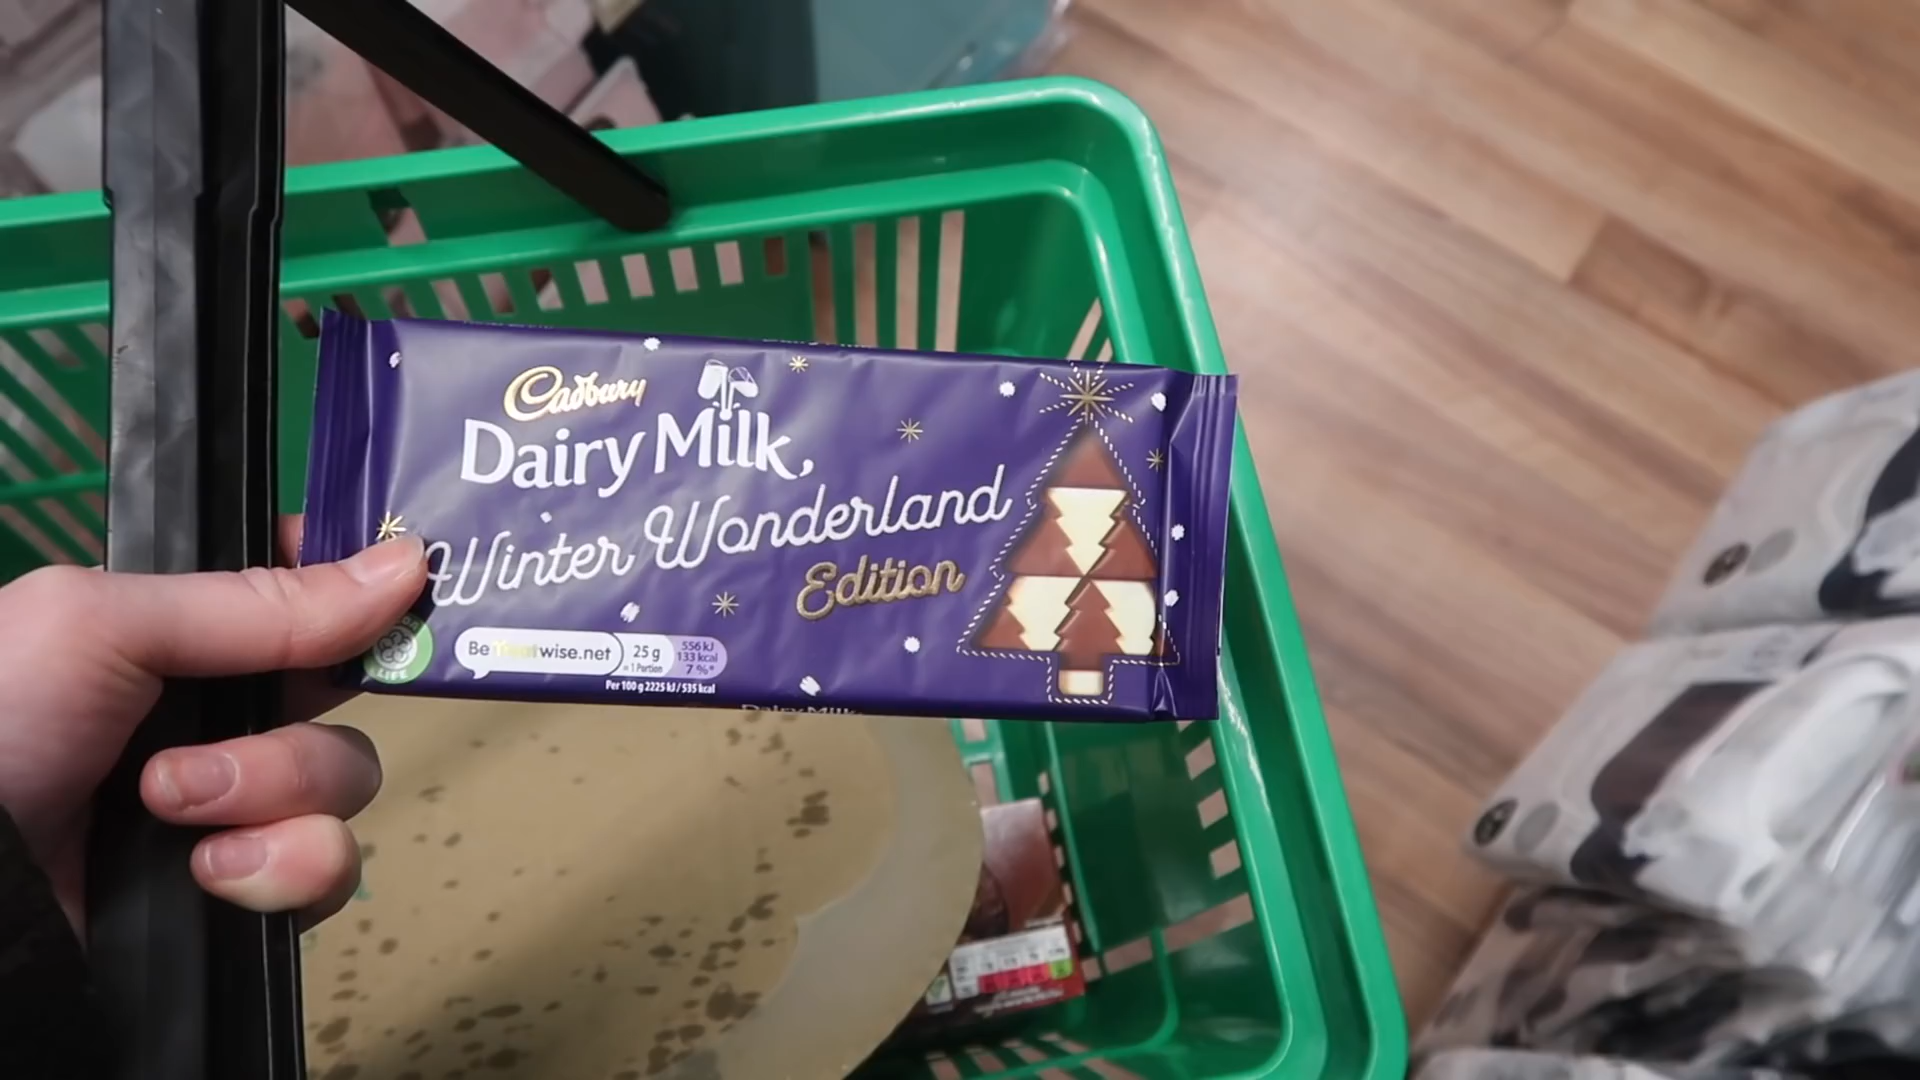 Cadbury
Dairy Milk
Winter Wonderland
Edition
BeTreatwise.net
25 g
= 1 Portion
556 kJ
133 kcal
7 %*
Per 100 g 2225 kJ / 535 kcal
LIFE
Dairy Milk